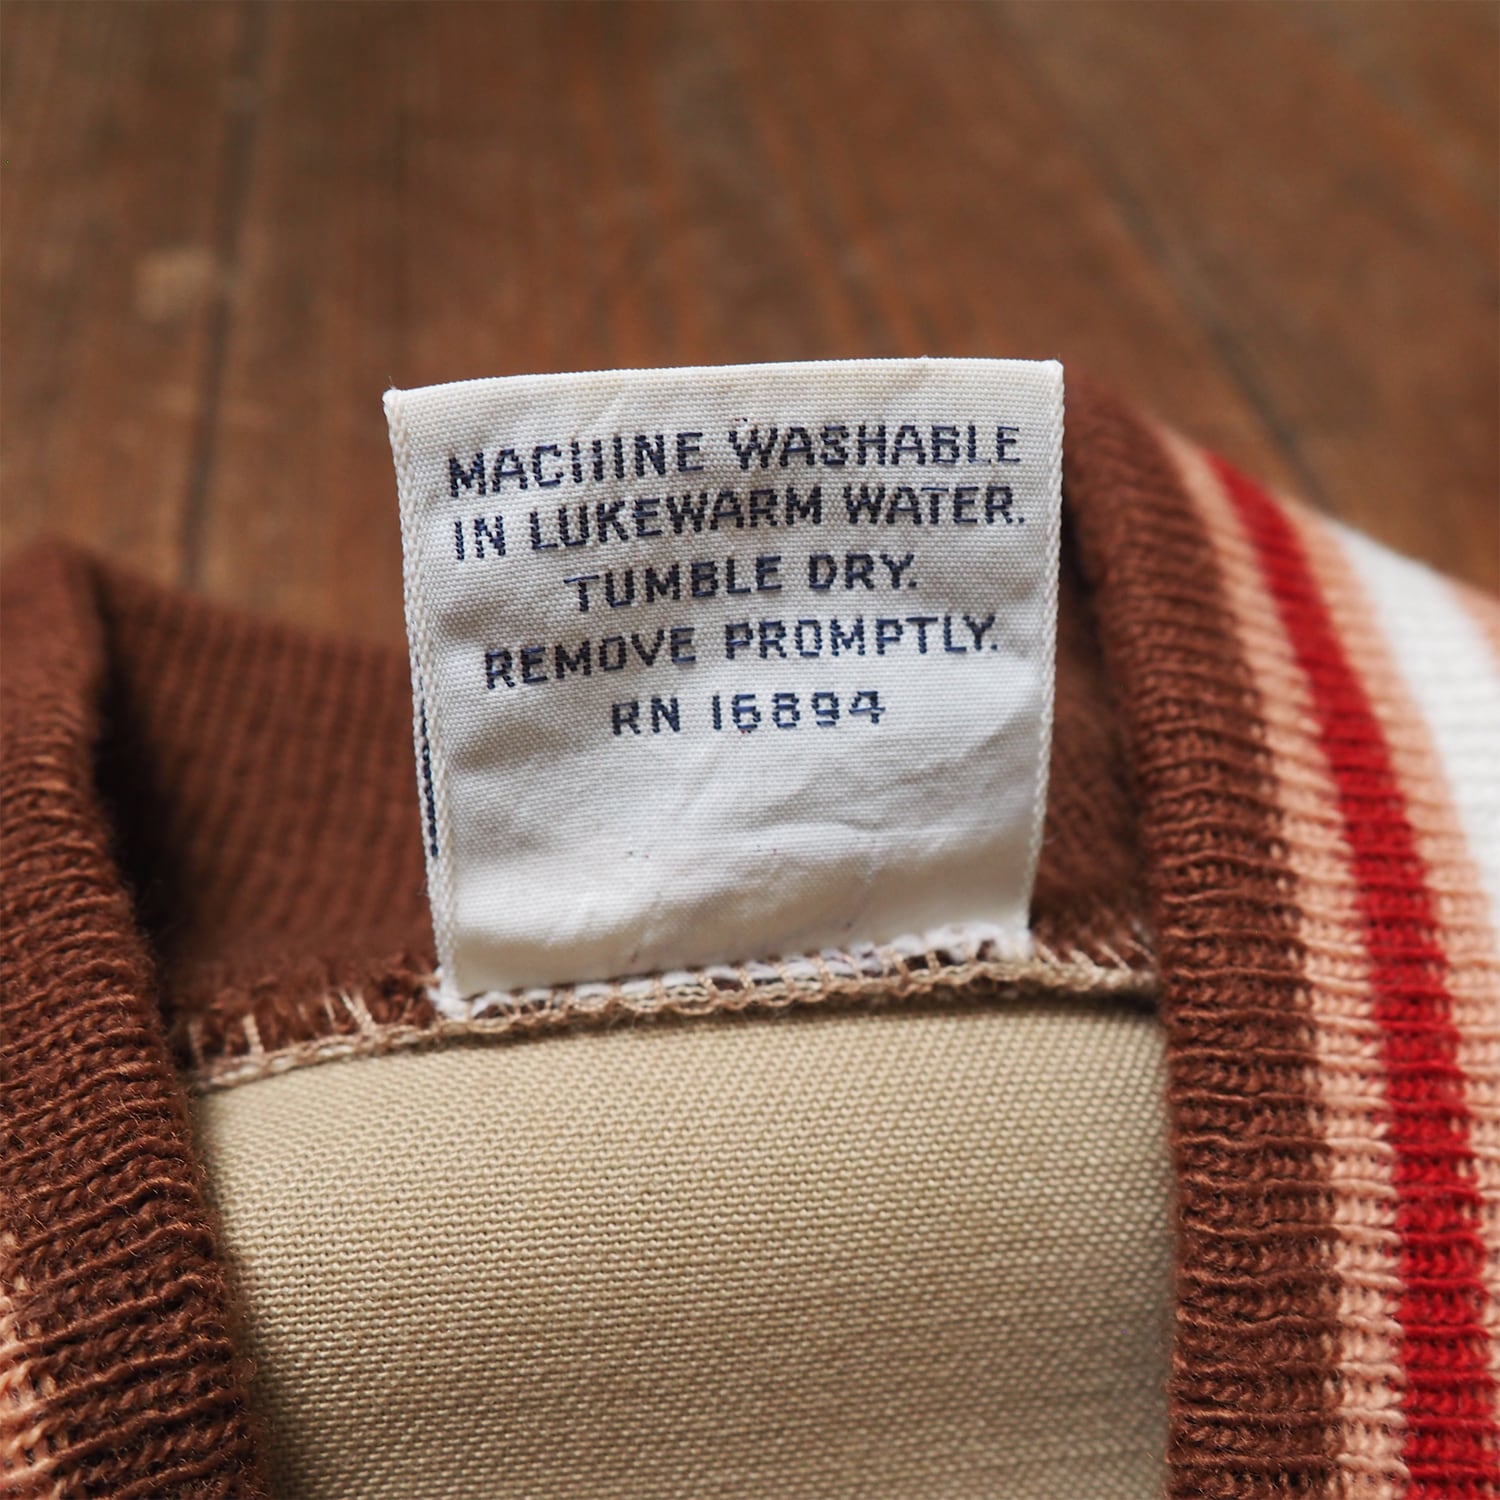 MACHINE WASHABLE
IN LUKEWARM WATER.
TUMBLE DRY.
REMOVE PROMPTLY.
RN 16894